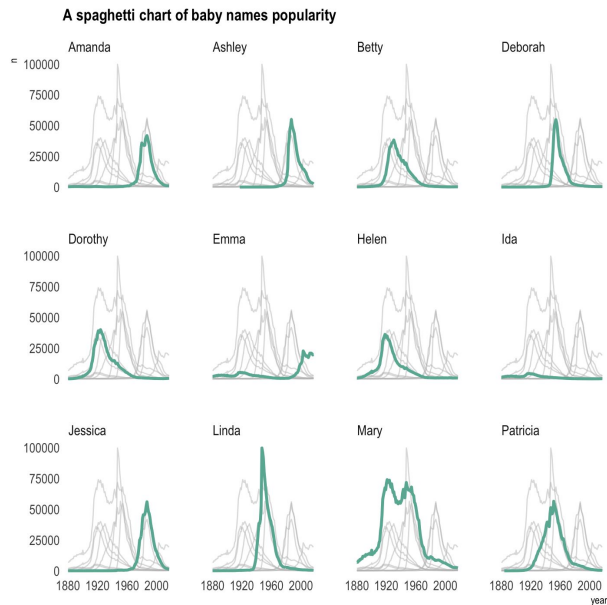 A spaghetti chart of baby names popularity
Amanda Ashley Betty Deborah
n
100000
75000
50000
25000
0
Dorothy Emma Helen Ida
100000
75000
50000
25000
0
Jessica Linda Mary Patricia
100000
75000
50000
25000
0
1880 1920 1960 2000 1880 1920 1960 2000 1880 1920 1960 2000 1880 1920 1960 2000
year